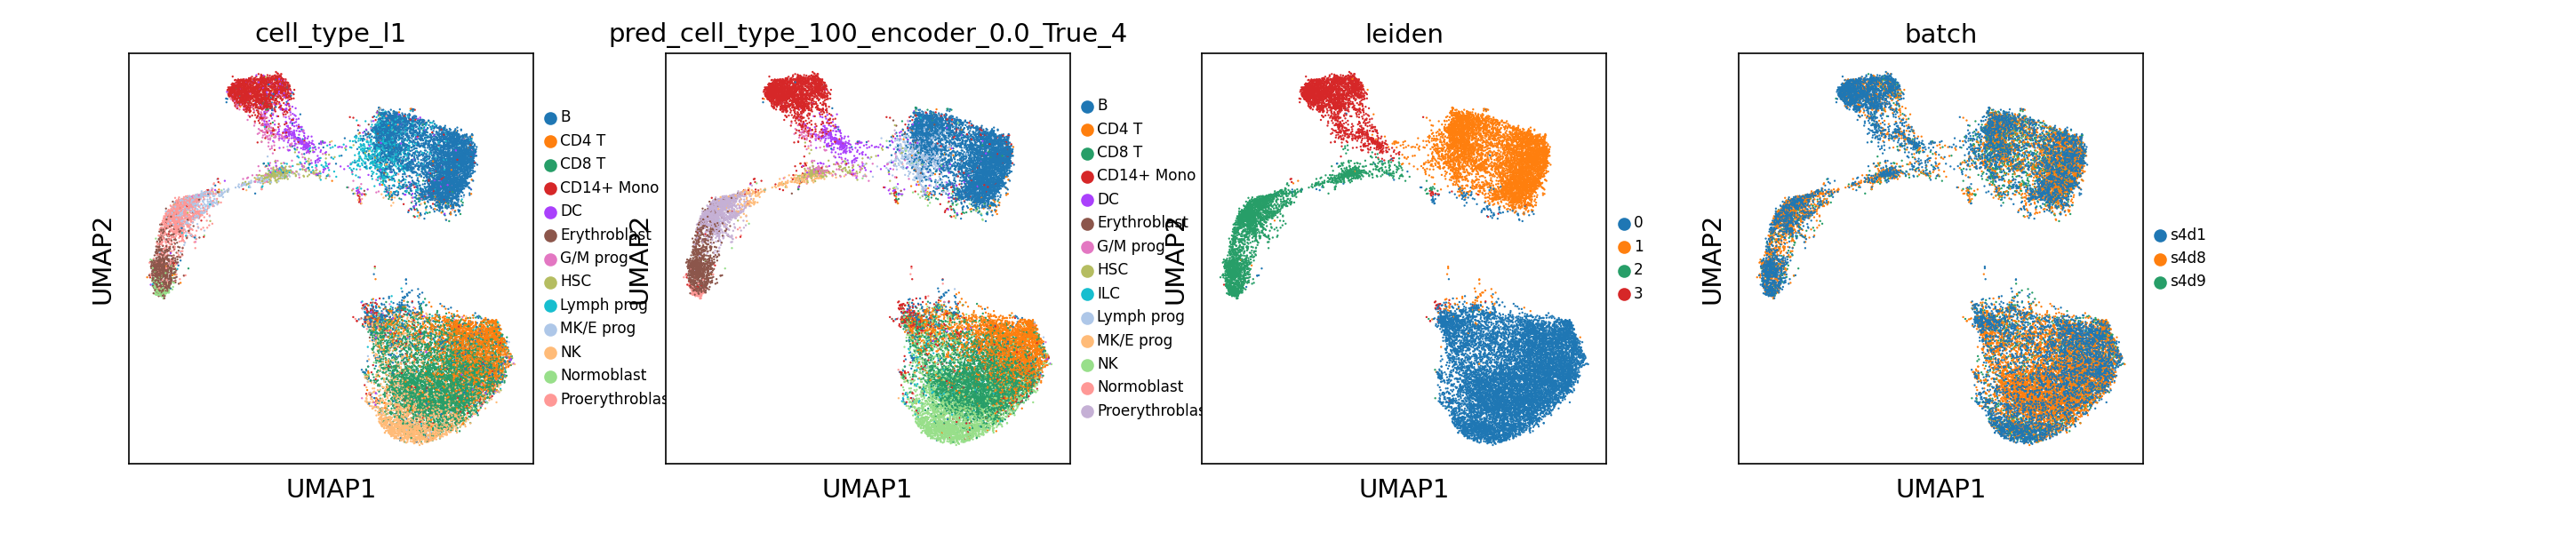 cell_type_l1
UMAP2
UMAP1
B
CD4 T
CD8 T
CD14+ Mono
DC
Erythroblast
G/M prog
HSC
Lymph prog
MK/E prog
NK
Normoblast
Proerythroblas
pred_cell_type_100_encoder_0.0_True_4
UMAP2
UMAP1
B
CD4 T
CD8 T
CD14+ Mono
DC
Erythroblast
G/M prog
HSC
ILC
Lymph prog
MK/E prog
NK
Normoblast
Proerythroblas
leiden
UMAP2
UMAP1
0
1
2
3
batch
UMAP2
UMAP1
s4d1
s4d8
s4d9